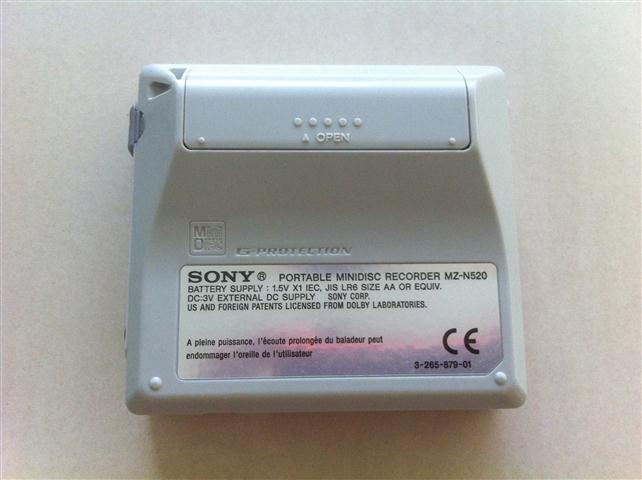 ▲ OPEN
Mini
Disc
G-PROTECTION
SONY® PORTABLE MINIDISC RECORDER MZ-N520
BATTERY SUPPLY : 1.5V X1 IEC, JIS LR6 SIZE AA OR EQUIV.
DC:3V EXTERNAL DC SUPPLY SONY CORP.
US AND FOREIGN PATENTS LICENSED FROM DOLBY LABORATORIES.
A pleine puissance, l'écoute prolongée du baladeur peut
endommager l'oreille de l'utilisateur
CE
3-265-879-01